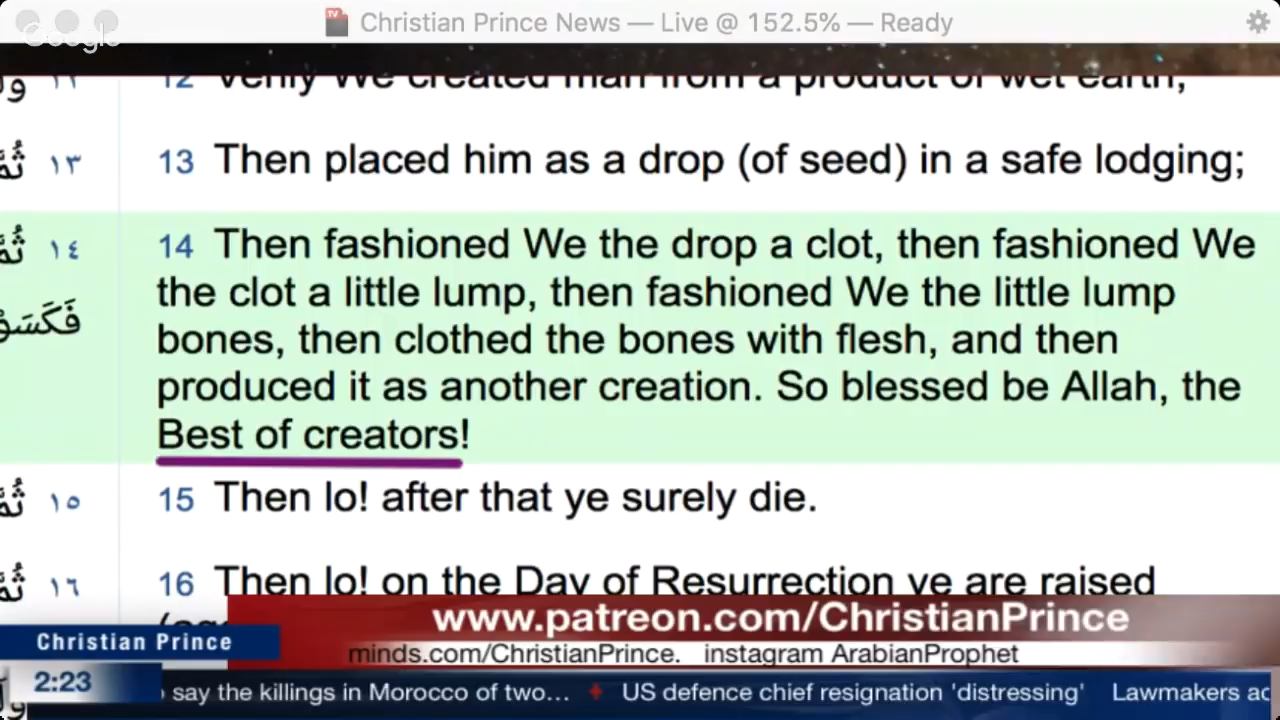 Christian Prince News — Live @ 152.5% — Ready
Google
12 Verily We created man from a product of wet earth;
١٢
١٣ 13 Then placed him as a drop (of seed) in a safe lodging;
١٤ 14 Then fashioned We the drop a clot, then fashioned We
the clot a little lump, then fashioned We the little lump
bones, then clothed the bones with flesh, and then
produced it as another creation. So blessed be Allah, the
Best of creators!
١٥ 15 Then lo! after that ye surely die.
١٦ 16 Then lo! on the Day of Resurrection ye are raised
www.patreon.com/ChristianPrince
Christian Prince
minds.com/ChristianPrince. instagram ArabianProphet
2:23
say the killings in Morocco of two... US defence chief resignation 'distressing' Lawmakers